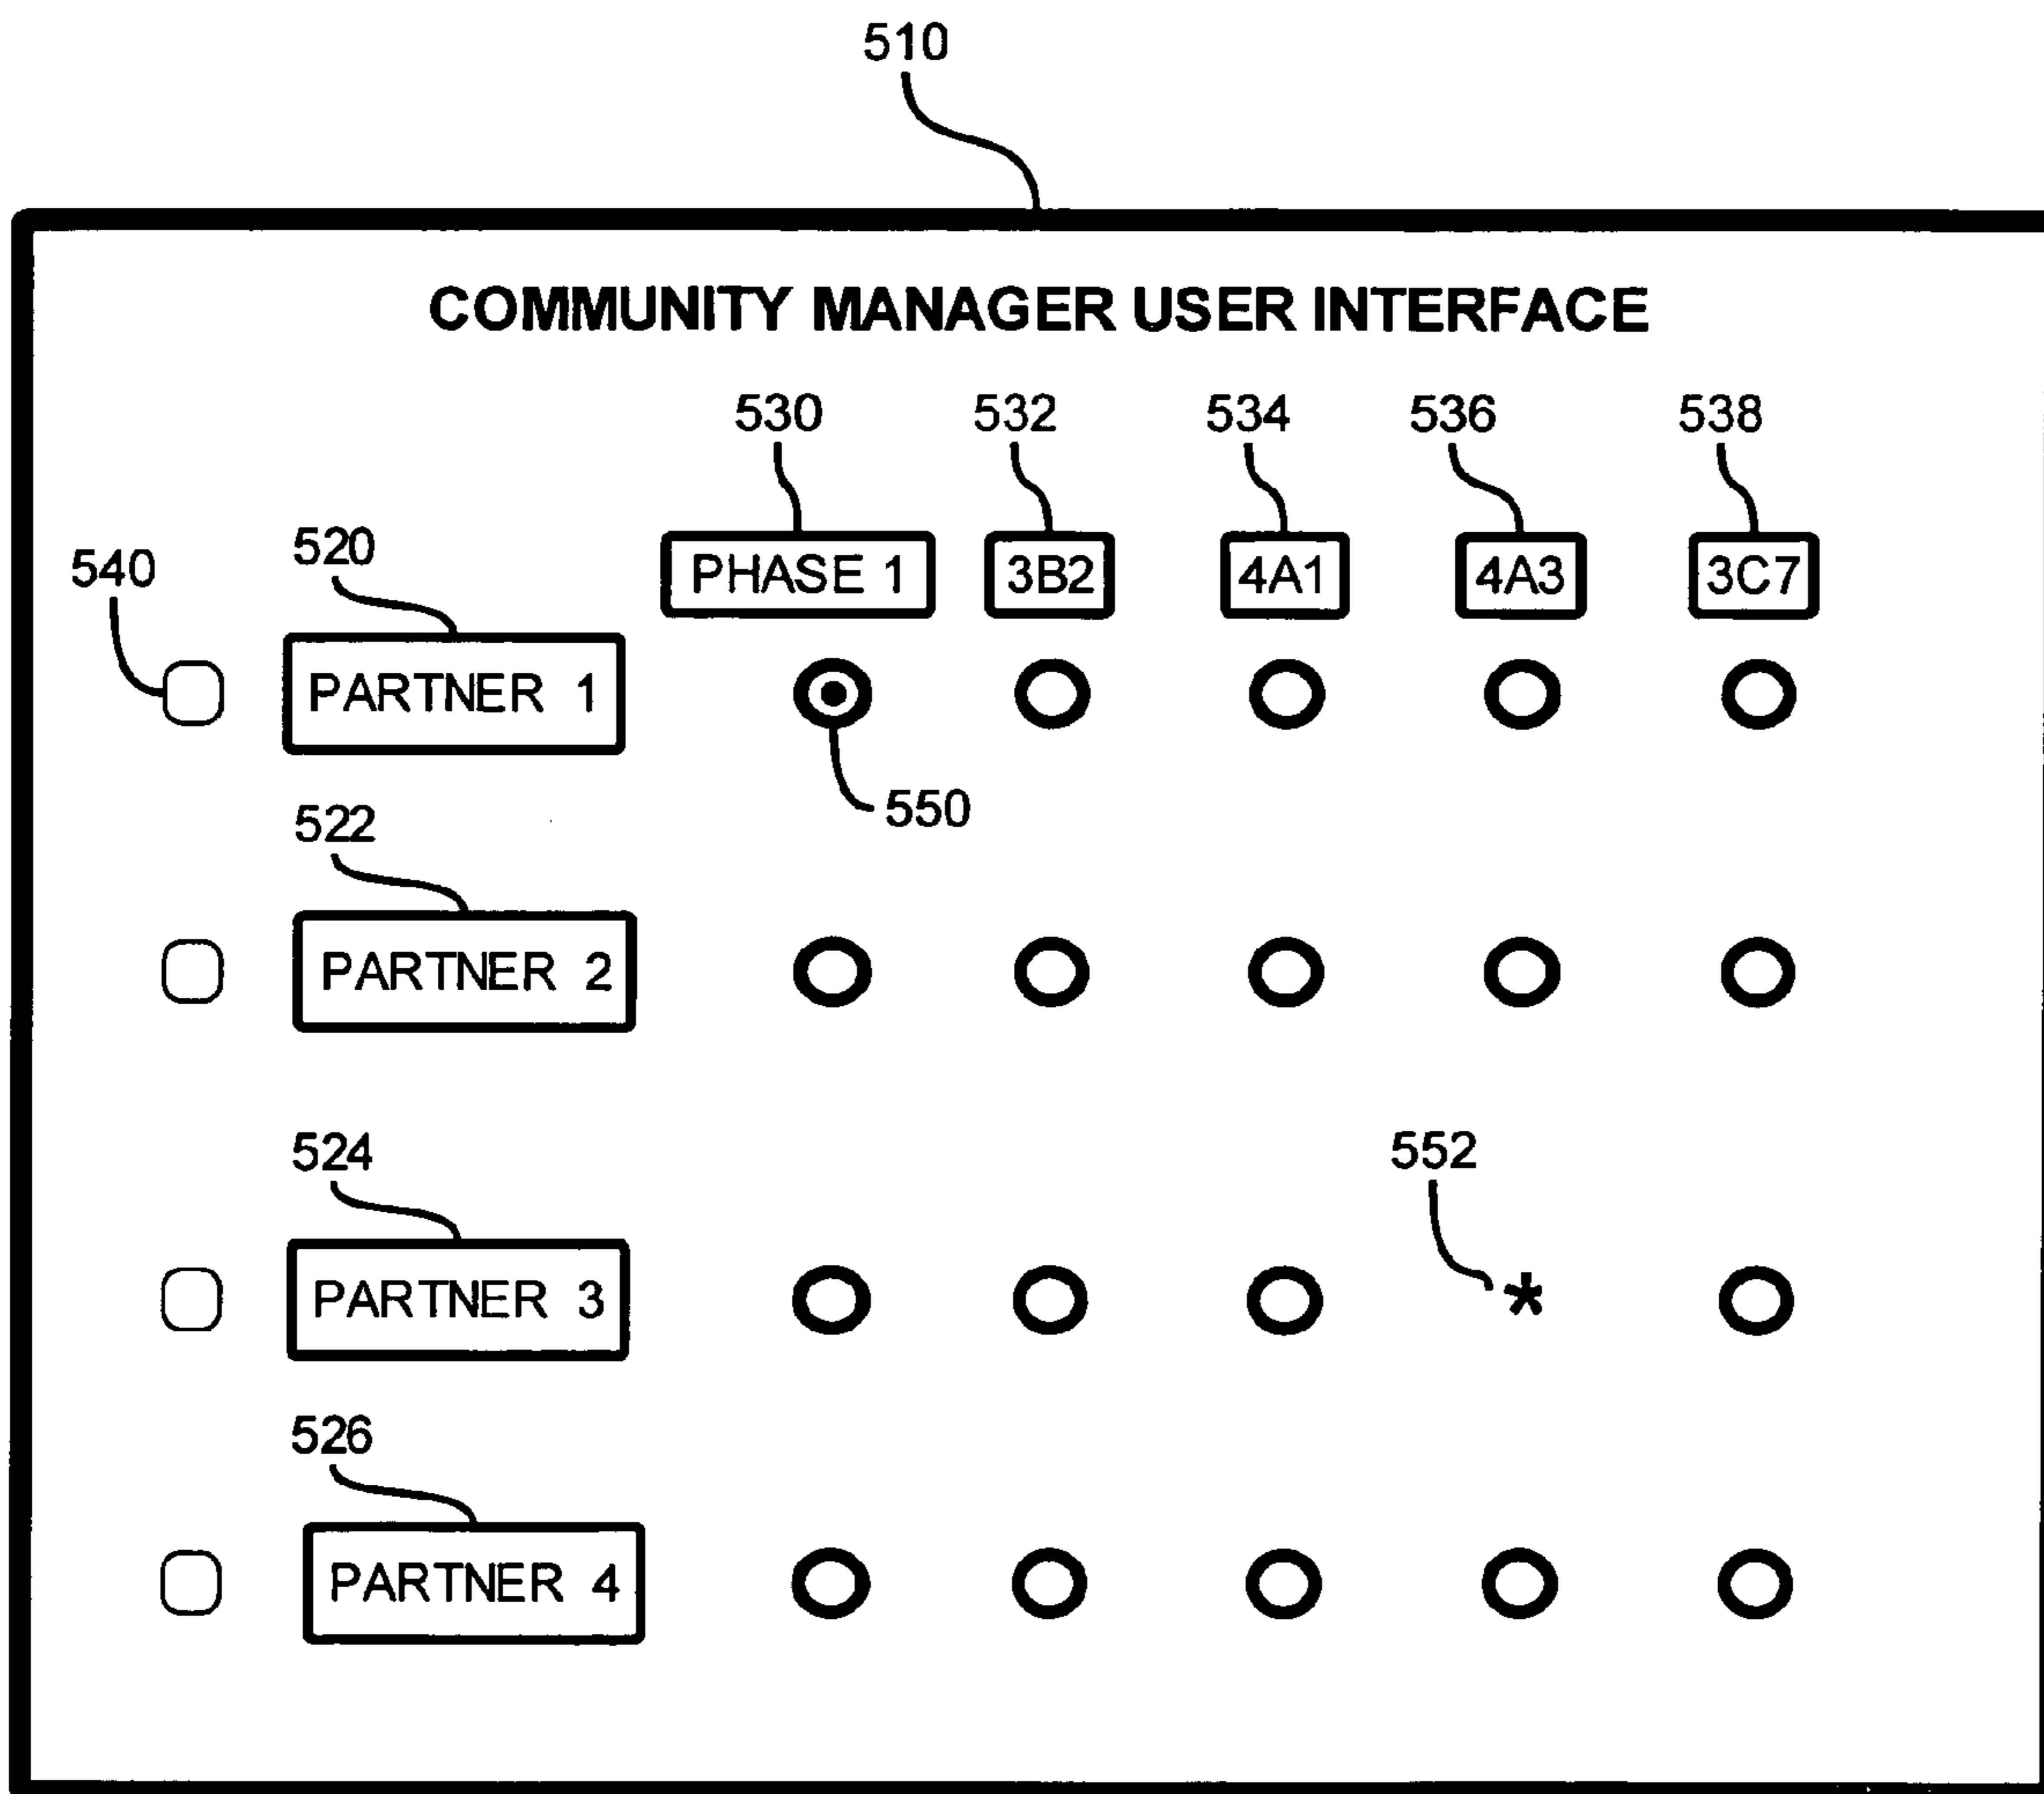 510
COMMUNITY MANAGER USER INTERFACE
530 532 534 536 538
540 520 PHASE 1 3B2 4A1 4A3 3C7
PARTNER 1
550
522
PARTNER 2
524 552
PARTNER 3 *
526
PARTNER 4